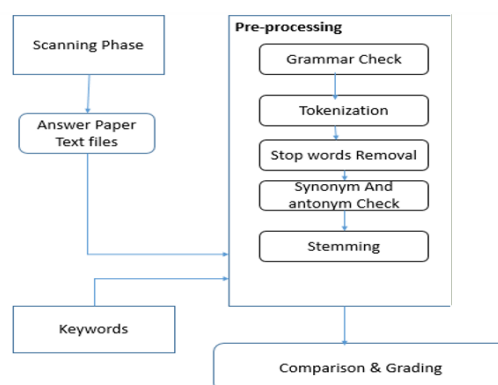 Scanning Phase
Answer Paper
Text files
Keywords
Pre-processing
Grammar Check
Tokenization
Stop words Removal
Synonym And
antonym Check
Stemming
Comparison & Grading